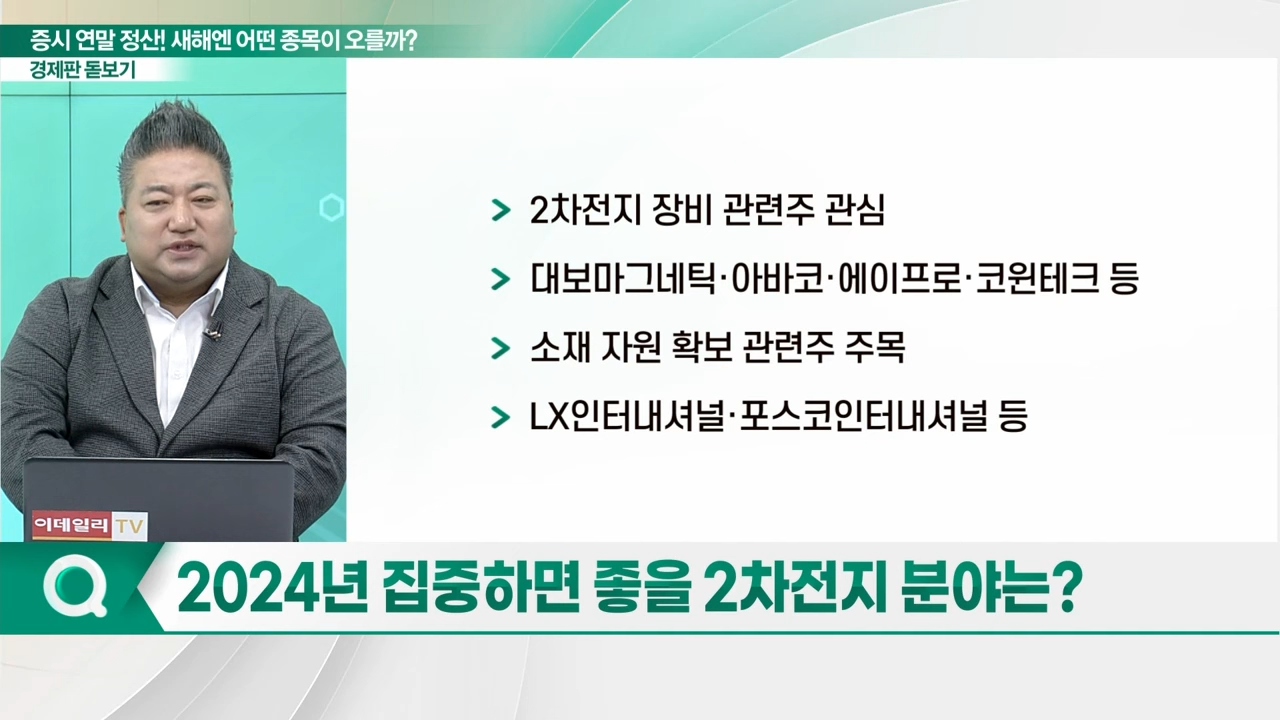 증시 연말 정산! 새해엔 어떤 종목이 오를까?
경제판 돋보기
2차전지 장비 관련주 관심
대보마그네틱·아바코·에이프로·코윈테크 등
소재 자원 확보 관련주 주목
LX인터내셔널·포스코인터내셔널 등
이데일리 TV
2024년 집중하면 좋을 2차전지 분야는?